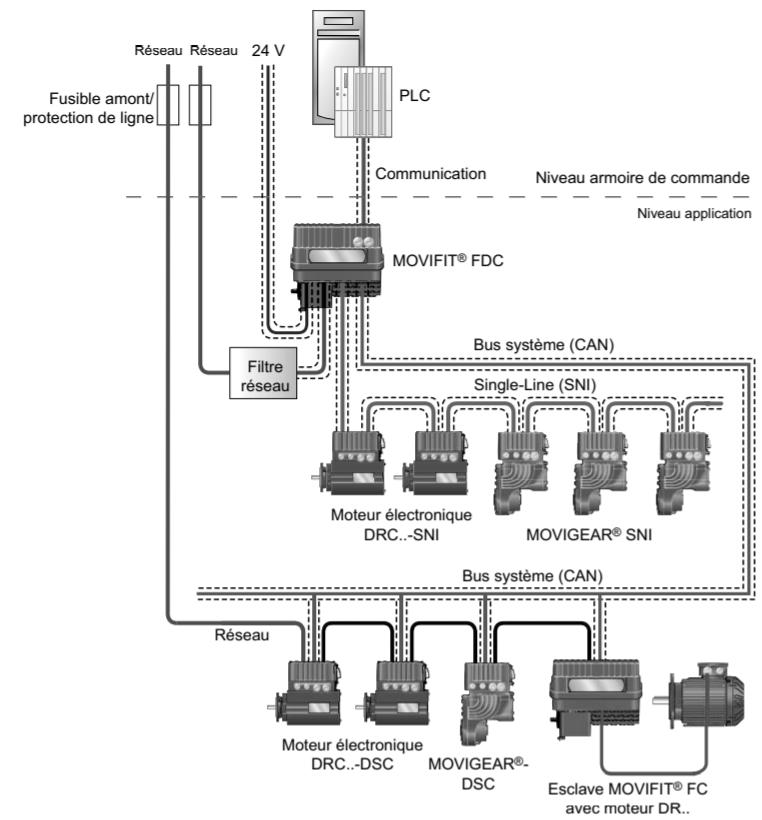 Réseau Réseau 24 V
Fusible amont/
protection de ligne
PLC
Communication
Niveau armoire de commande
Niveau application
MOVIFIT® FDC
Filtre
réseau
Bus système (CAN)
Single-Line (SNI)
Moteur électronique
DRC..-SNI
MOVIGEAR® SNI
Bus système (CAN)
Réseau
Moteur électronique
DRC..-DSC
MOVIGEAR®-
DSC
Esclave MOVIFIT® FC
avec moteur DR..